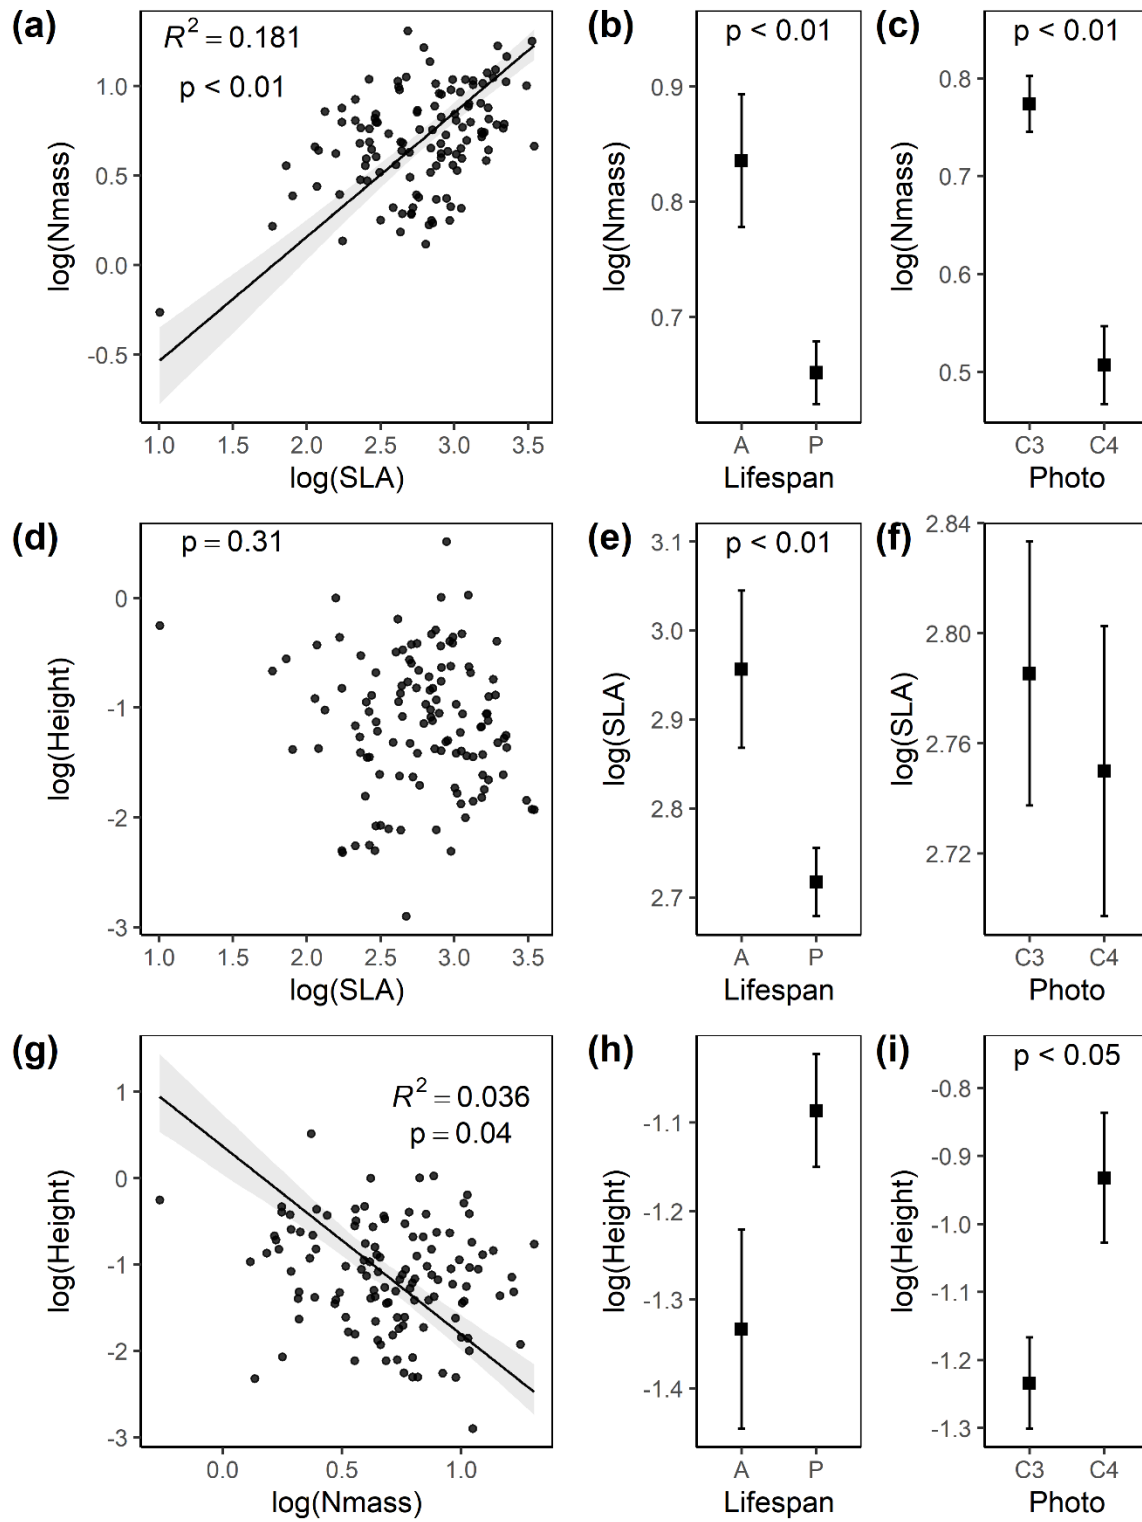 (a)
R² = 0.181
p < 0.01
log(Nmass)
1.0
0.5
0.0
-0.5
1.0 1.5 2.0 2.5 3.0 3.5
log(SLA)
(b)
p < 0.01
log(Nmass)
0.9
0.8
0.7
A P
Lifespan
(c)
p < 0.01
log(Nmass)
0.8
0.7
0.6
0.5
C3 C4
Photo
(d)
p = 0.31
log(Height)
0
-1
-2
-3
1.0 1.5 2.0 2.5 3.0 3.5
log(SLA)
(e)
p < 0.01
log(SLA)
3.1
3.0
2.9
2.8
2.7
A P
Lifespan
(f)
log(SLA)
2.84
2.80
2.76
2.72
C3 C4
Photo
(g)
R² = 0.036
p = 0.04
log(Height)
1
0
-1
-2
-3
0.0 0.5 1.0
log(Nmass)
(h)
log(Height)
-1.1
-1.2
-1.3
-1.4
A P
Lifespan
(i)
p < 0.05
log(Height)
-0.8
-0.9
-1.0
-1.1
-1.2
-1.3
C3 C4
Photo